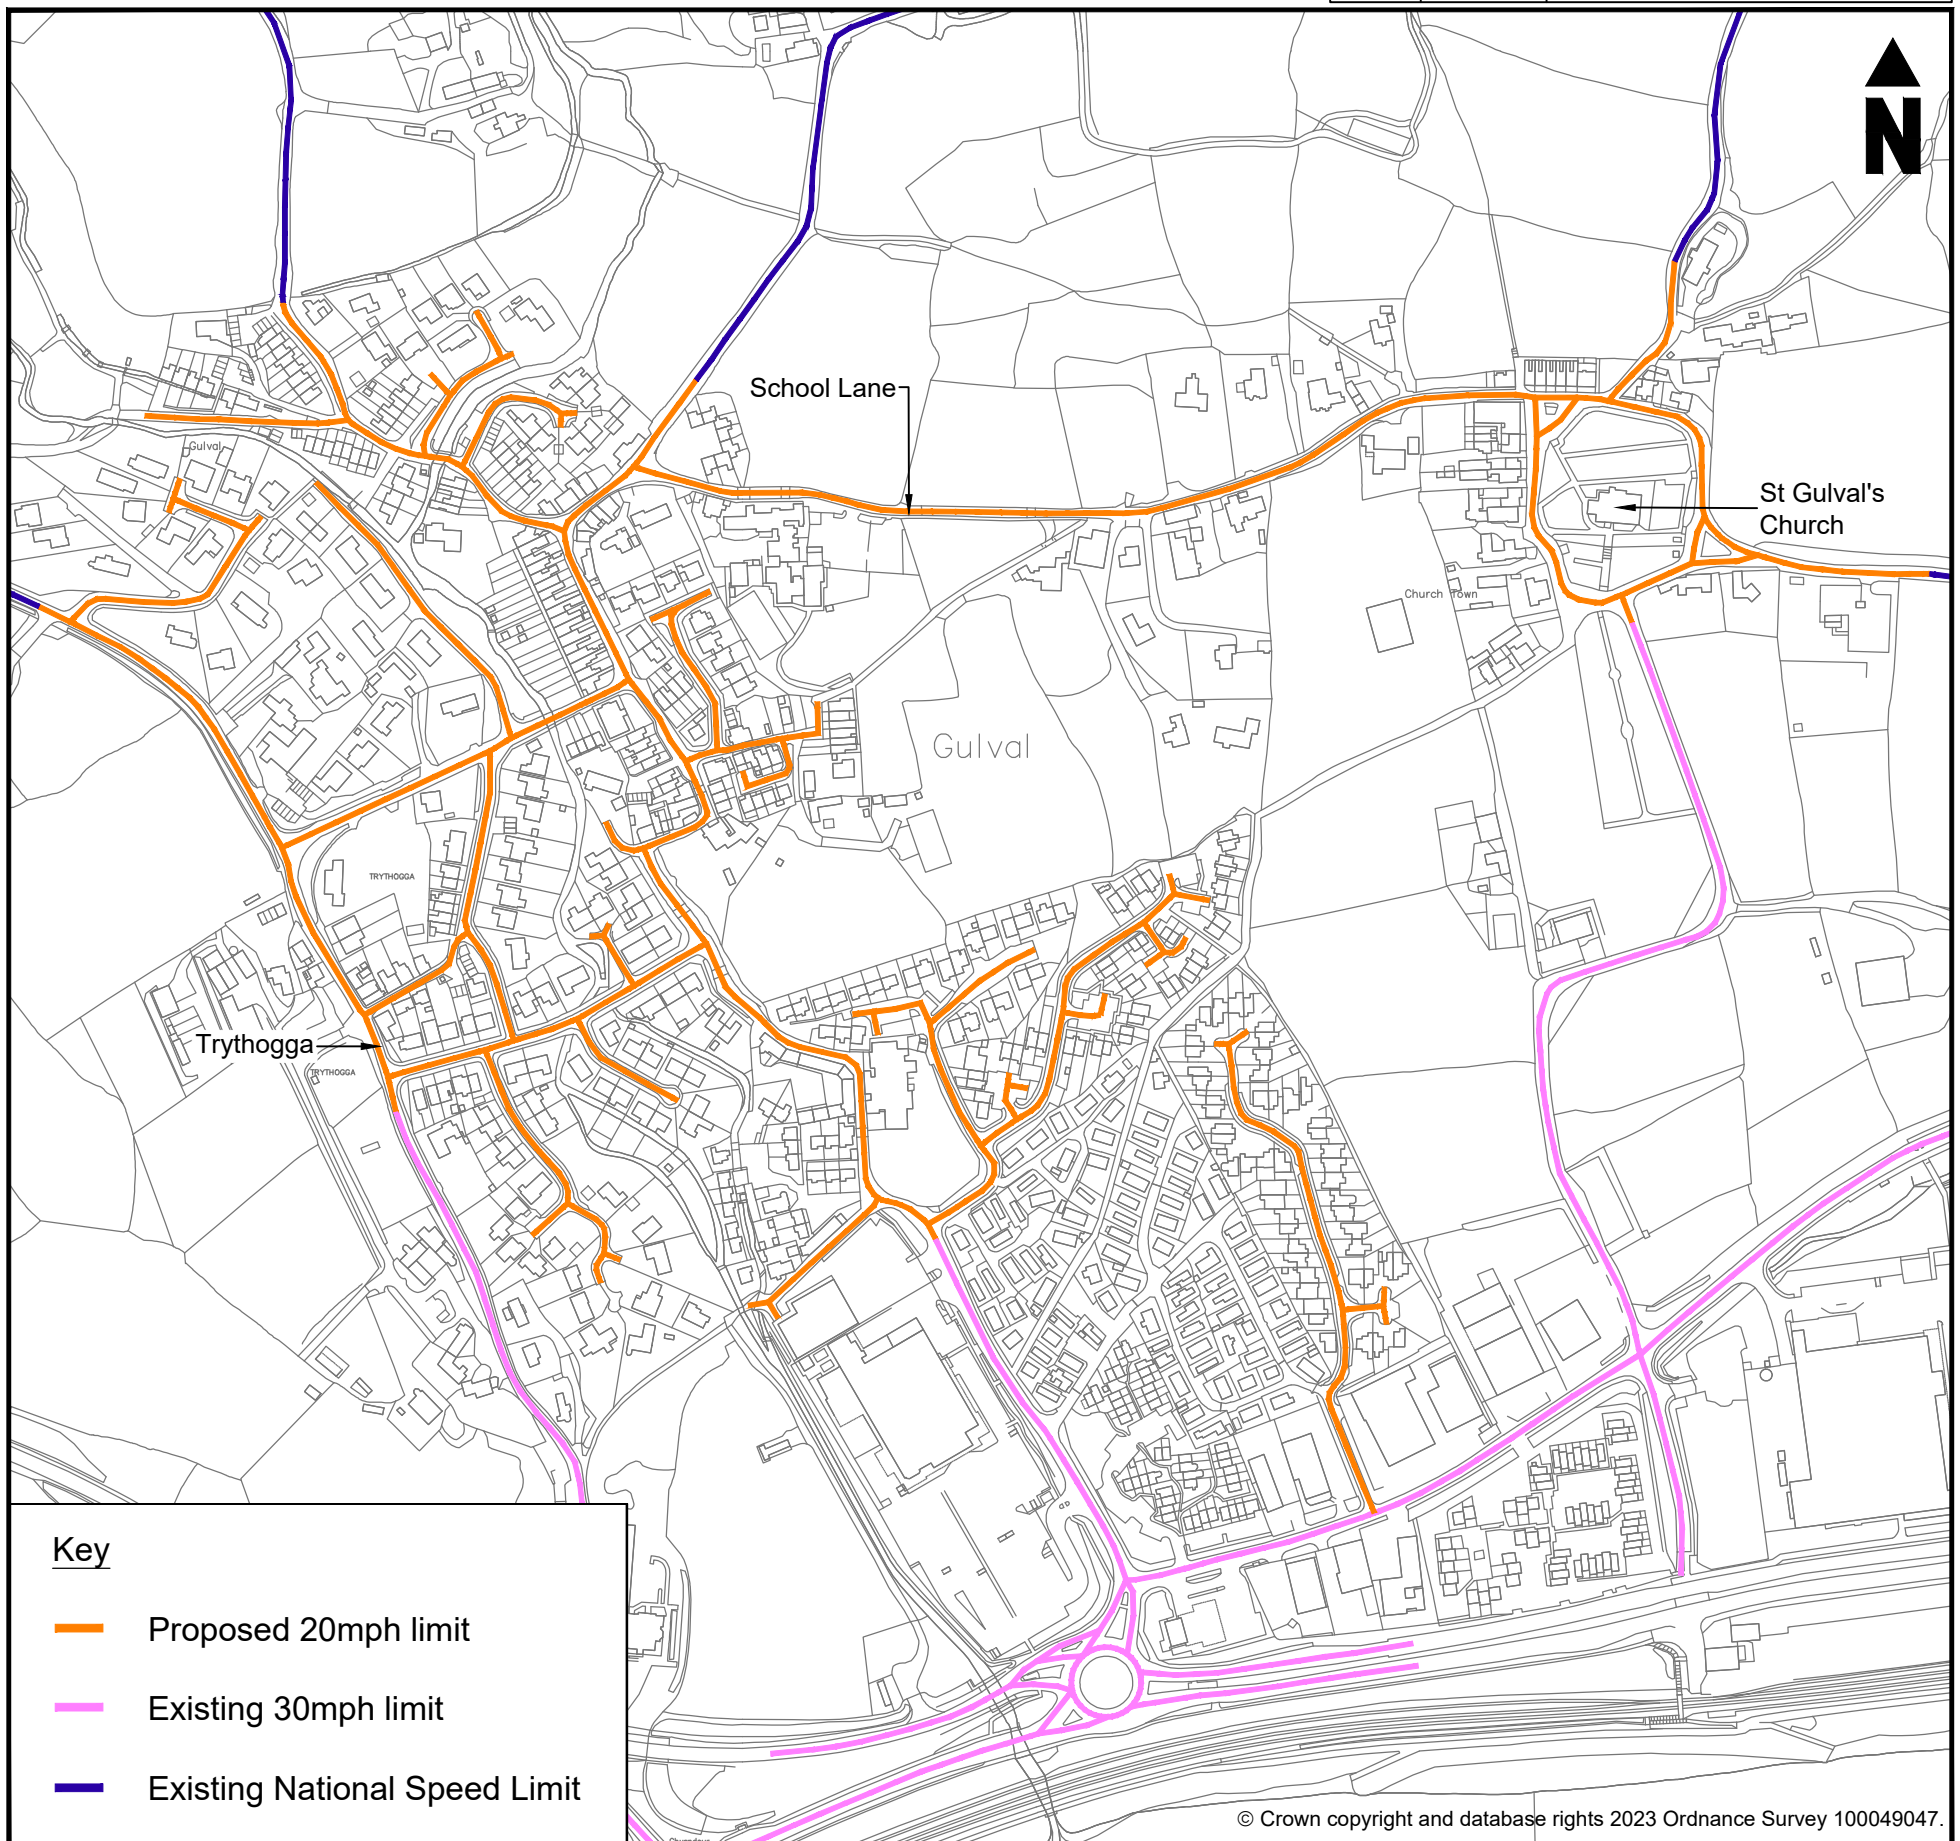 N
School Lane
Gulval
St Gulval's
Church
Church Town
Gulval
TRYTHOGGA
Trythogga
TRYTHOGGA
Key
Proposed 20mph limit
Existing 30mph limit
Existing National Speed Limit
© Crown copyright and database rights 2023 Ordnance Survey 100049047.